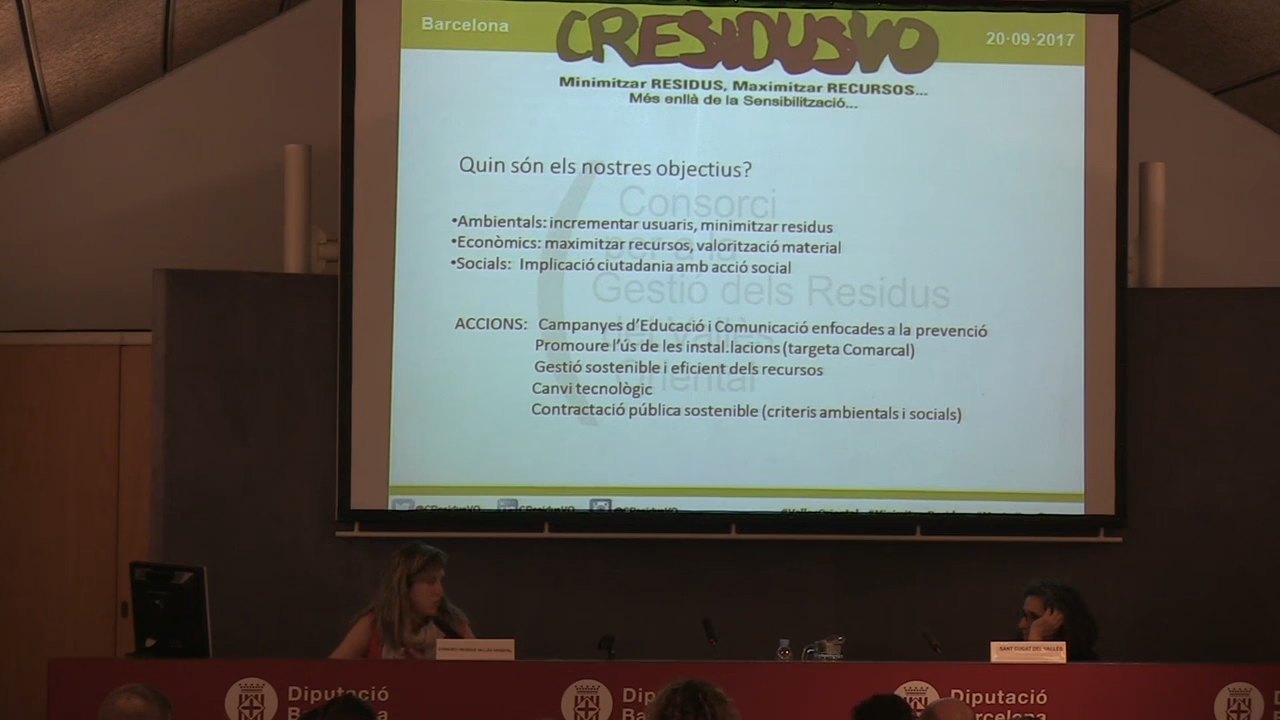 Barcelona
CRESIDUSVO
20-09-2017
Minimitzar RESIDUS, Maximitzar RECURSOS...
Més enllà de la Sensibilització...
Quin són els nostres objectius?
•Ambientals: incrementar usuaris, minimitzar residus
•Econòmics: maximitzar recursos, valorització material
•Socials: Implicació ciutadania amb acció social
Consorci
Gestió dels Residus
Oriental
ACCIONS: Campanyes d'Educació i Comunicació enfocades a la prevenció
Promoure l'ús de les instal.lacions (targeta Comarcal)
Gestió sostenible i eficient dels recursos
Canvi tecnològic
Contractació pública sostenible (criteris ambientals i socials)
SANT CUGAT DEL VALLÈS
Diputació
Diputació
Barcelona